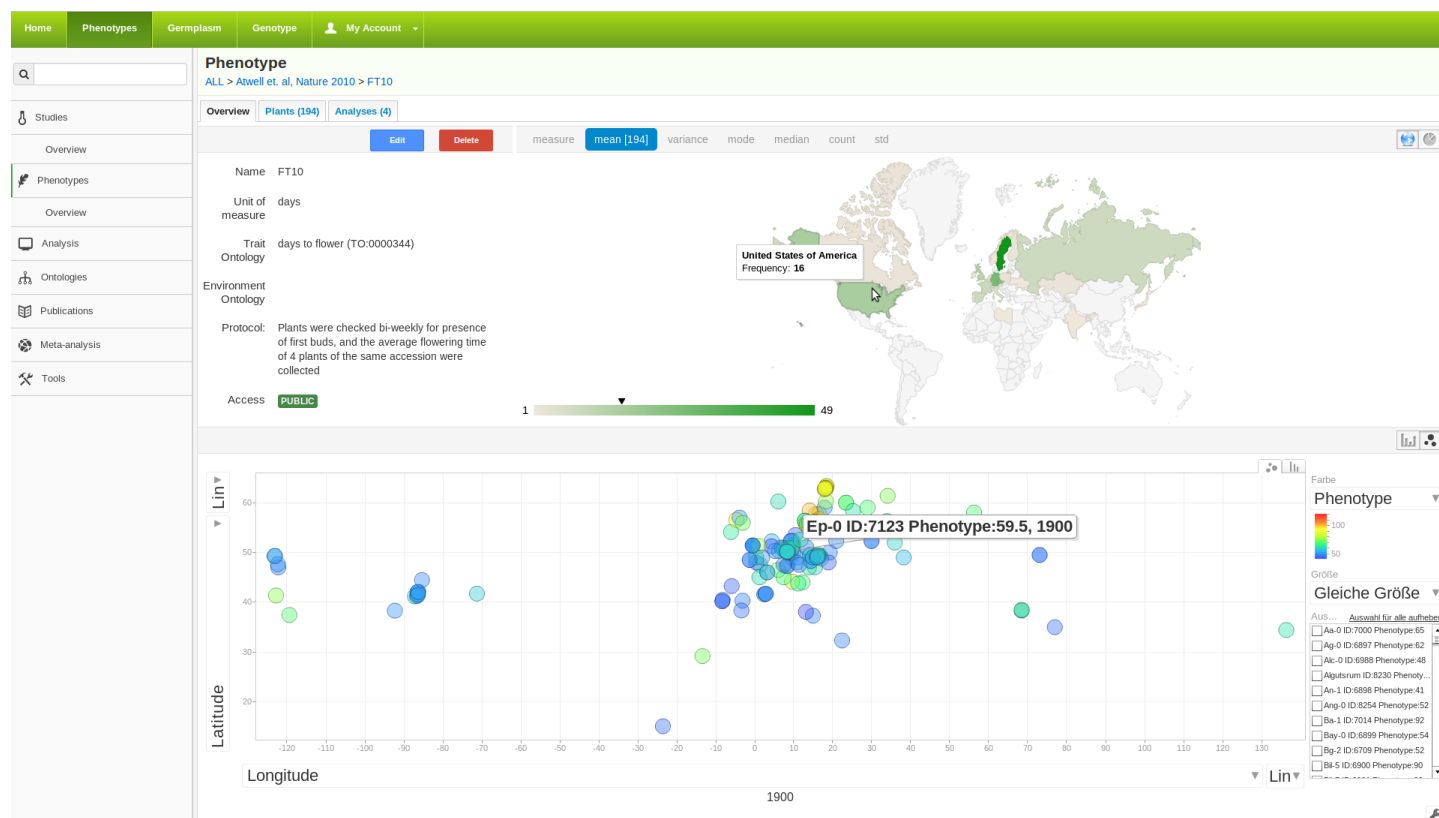 Home Phenotypes Germplasm Genotype My Account
Phenotype
ALL > Atwell et. al, Nature 2010 > FT10
Overview Plants (194) Analyses (4)
Edit Delete measure mean [194] variance mode median count std
Studies
Overview
Phenotypes
Overview
Analysis
Ontologies
Publications
Meta-analysis
Tools
Name FT10
Unit of measure days
Trait Ontology days to flower (TO:0000344)
Environment Ontology
Protocol: Plants were checked bi-weekly for presence
of first buds, and the average flowering time
of 4 plants of the same accession were
collected
Access PUBLIC
United States of America
Frequency: 16
1 49
Lin
Latitude
60
50
40
30
20
Ep-0 ID:7123 Phenotype:59.5, 1900
-120 -110 -100 -90 -80 -70 -60 -50 -40 -30 -20 -10 0 10 20 30 40 50 60 70 80 90 100 110 120 130
Longitude Lin
1900
Farbe
Phenotype
100
50
Größe
Gleiche Größe
Aus... Auswahl für alle aufheben
Aa-0 ID:7000 Phenotype:65
Ag-0 ID:6897 Phenotype:62
Alc-0 ID:6988 Phenotype:48
Algutsrum ID:8230 Phenoty...
An-1 ID:6898 Phenotype:41
Ang-0 ID:8254 Phenotype:52
Ba-1 ID:7014 Phenotype:92
Bay-0 ID:6899 Phenotype:54
Bg-2 ID:6709 Phenotype:52
Bil-5 ID:6900 Phenotype:90